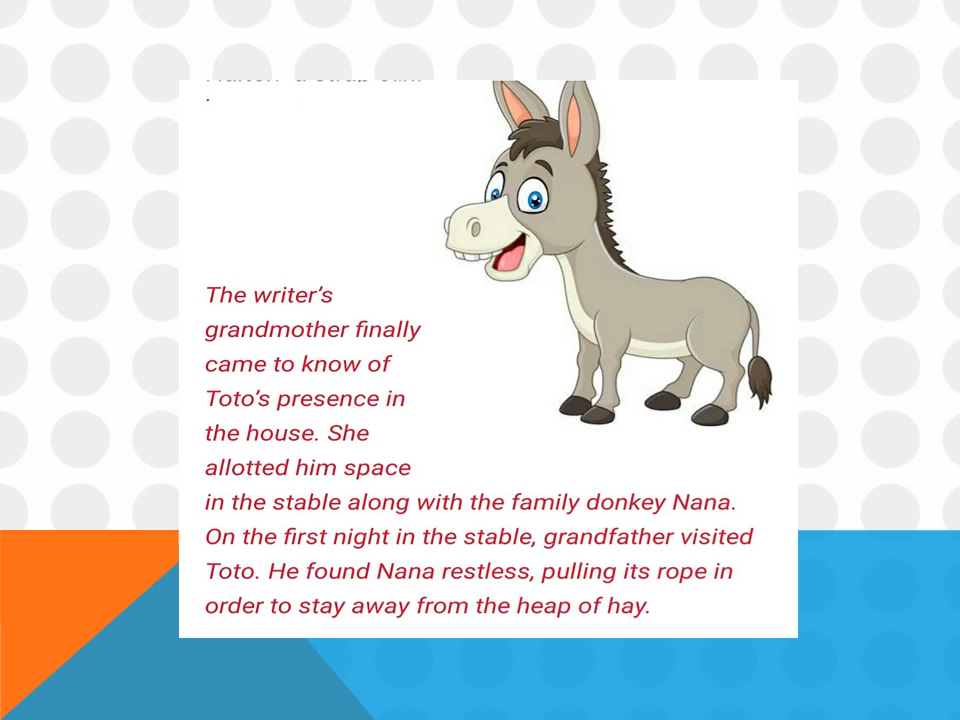 The writer's
grandmother finally
came to know of
Toto's presence in
the house. She
allotted him space
in the stable along with the family donkey Nana.
On the first night in the stable, grandfather visited
Toto. He found Nana restless, pulling its rope in
order to stay away from the heap of hay.